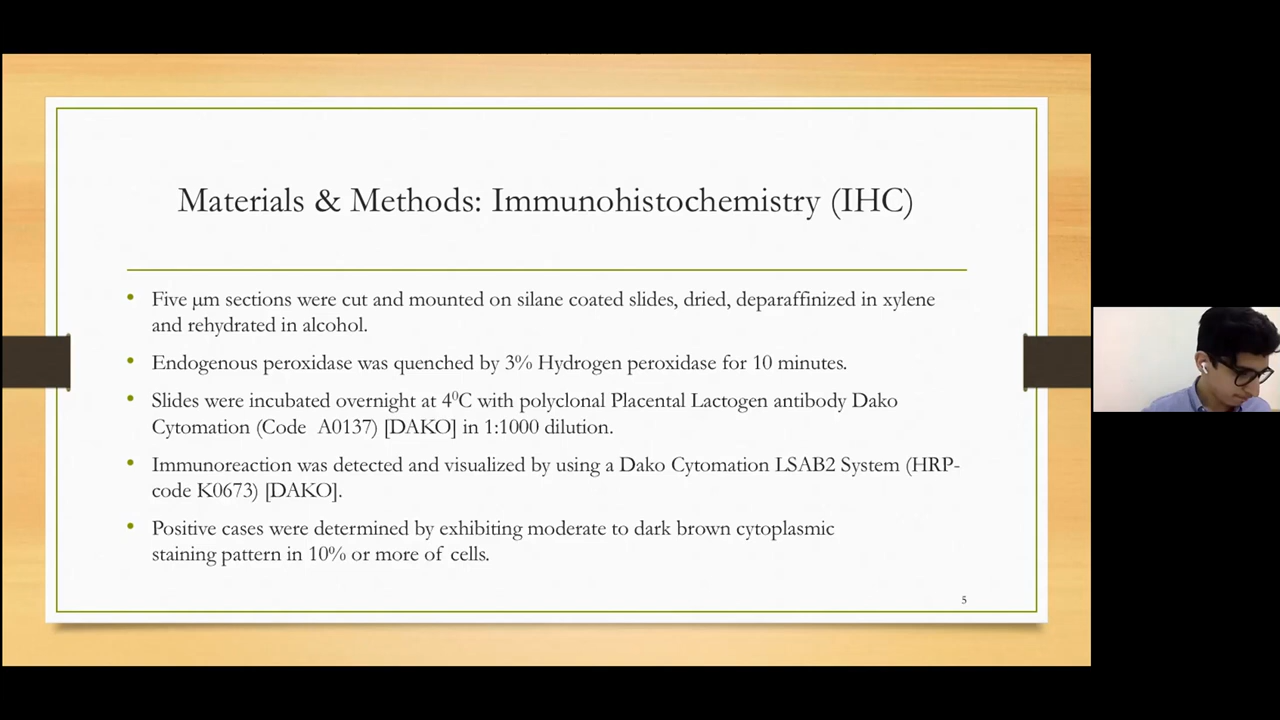 Materials & Methods: Immunohistochemistry (IHC)
• Five µm sections were cut and mounted on silane coated slides, dried, deparaffinized in xylene
and rehydrated in alcohol.
• Endogenous peroxidase was quenched by 3% Hydrogen peroxidase for 10 minutes.
• Slides were incubated overnight at 4⁰C with polyclonal Placental Lactogen antibody Dako
Cytomation (Code A0137) [DAKO] in 1:1000 dilution.
• Immunoreaction was detected and visualized by using a Dako Cytomation LSAB2 System (HRP-
code K0673) [DAKO].
• Positive cases were determined by exhibiting moderate to dark brown cytoplasmic
staining pattern in 10% or more of cells.
5